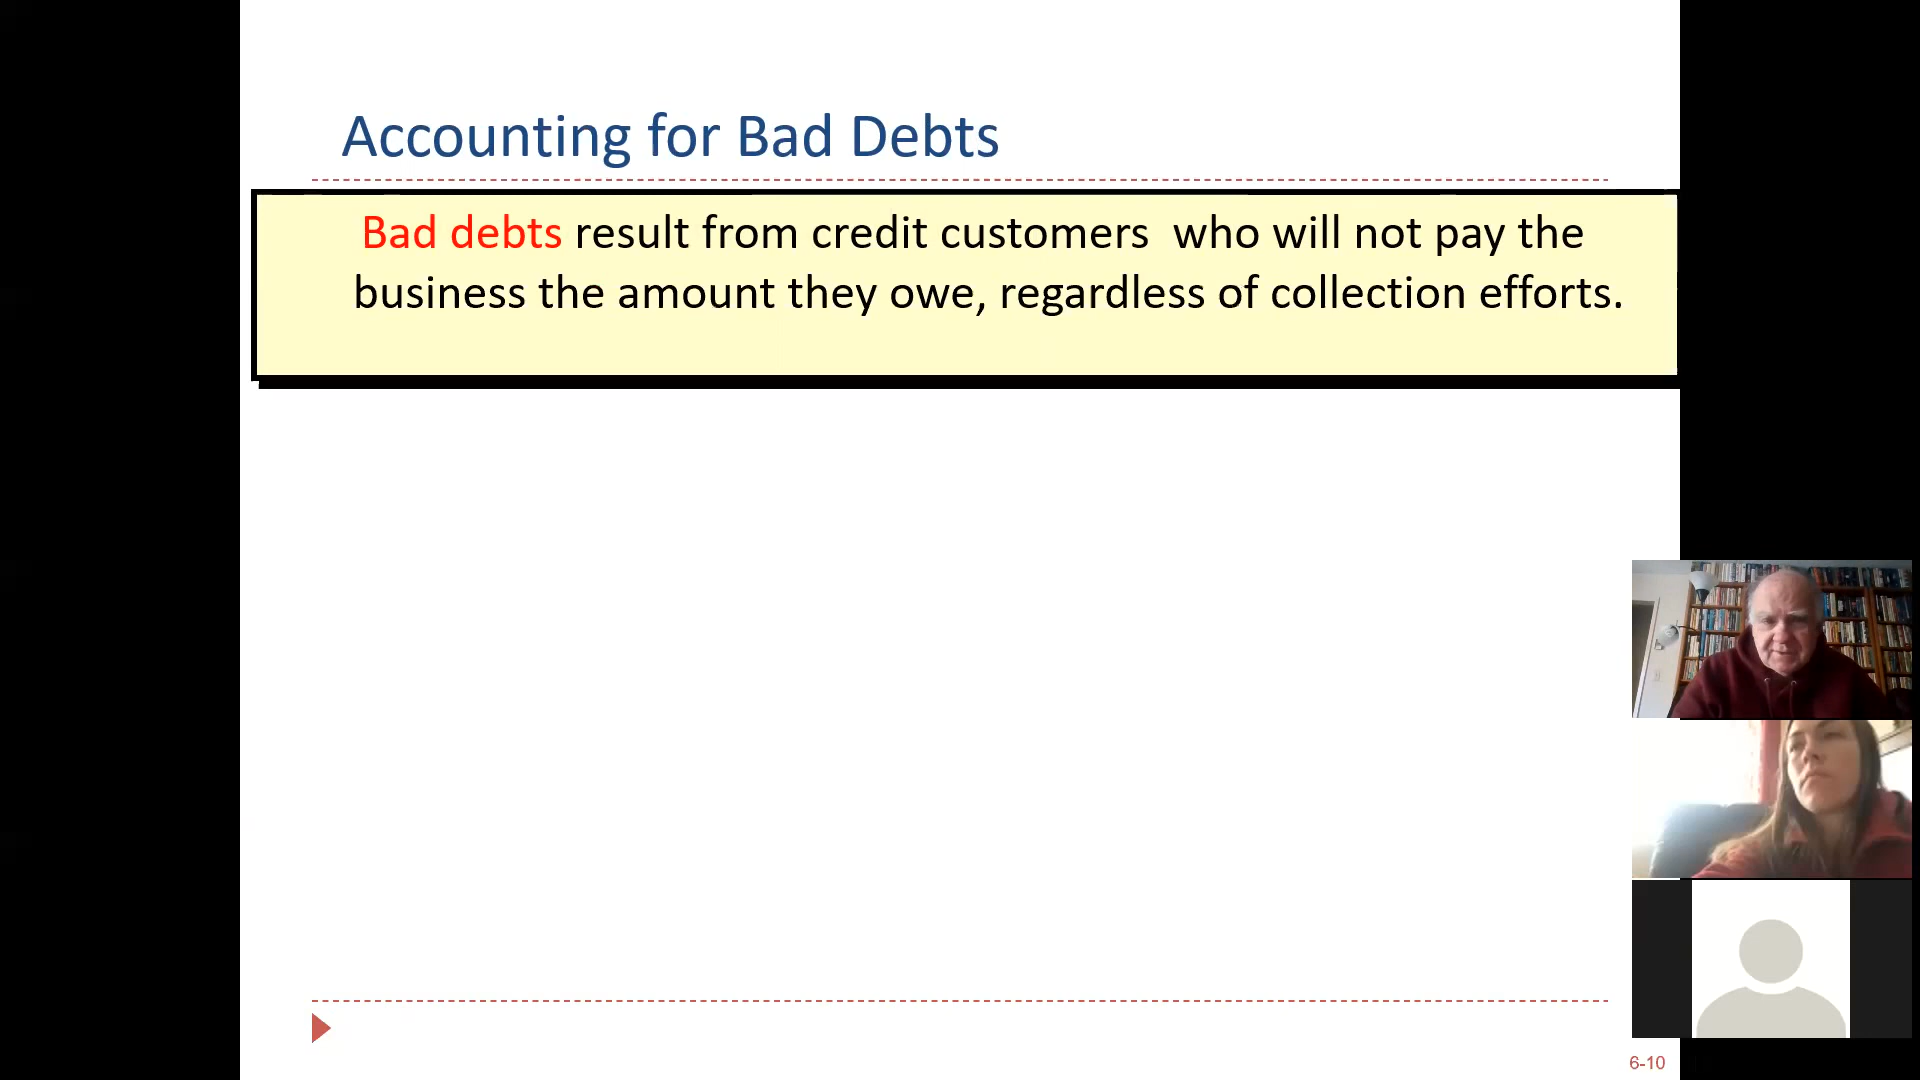 Accounting for Bad Debts
Bad debts result from credit customers  who will not pay the
business the amount they owe, regardless of collection efforts.
6-10